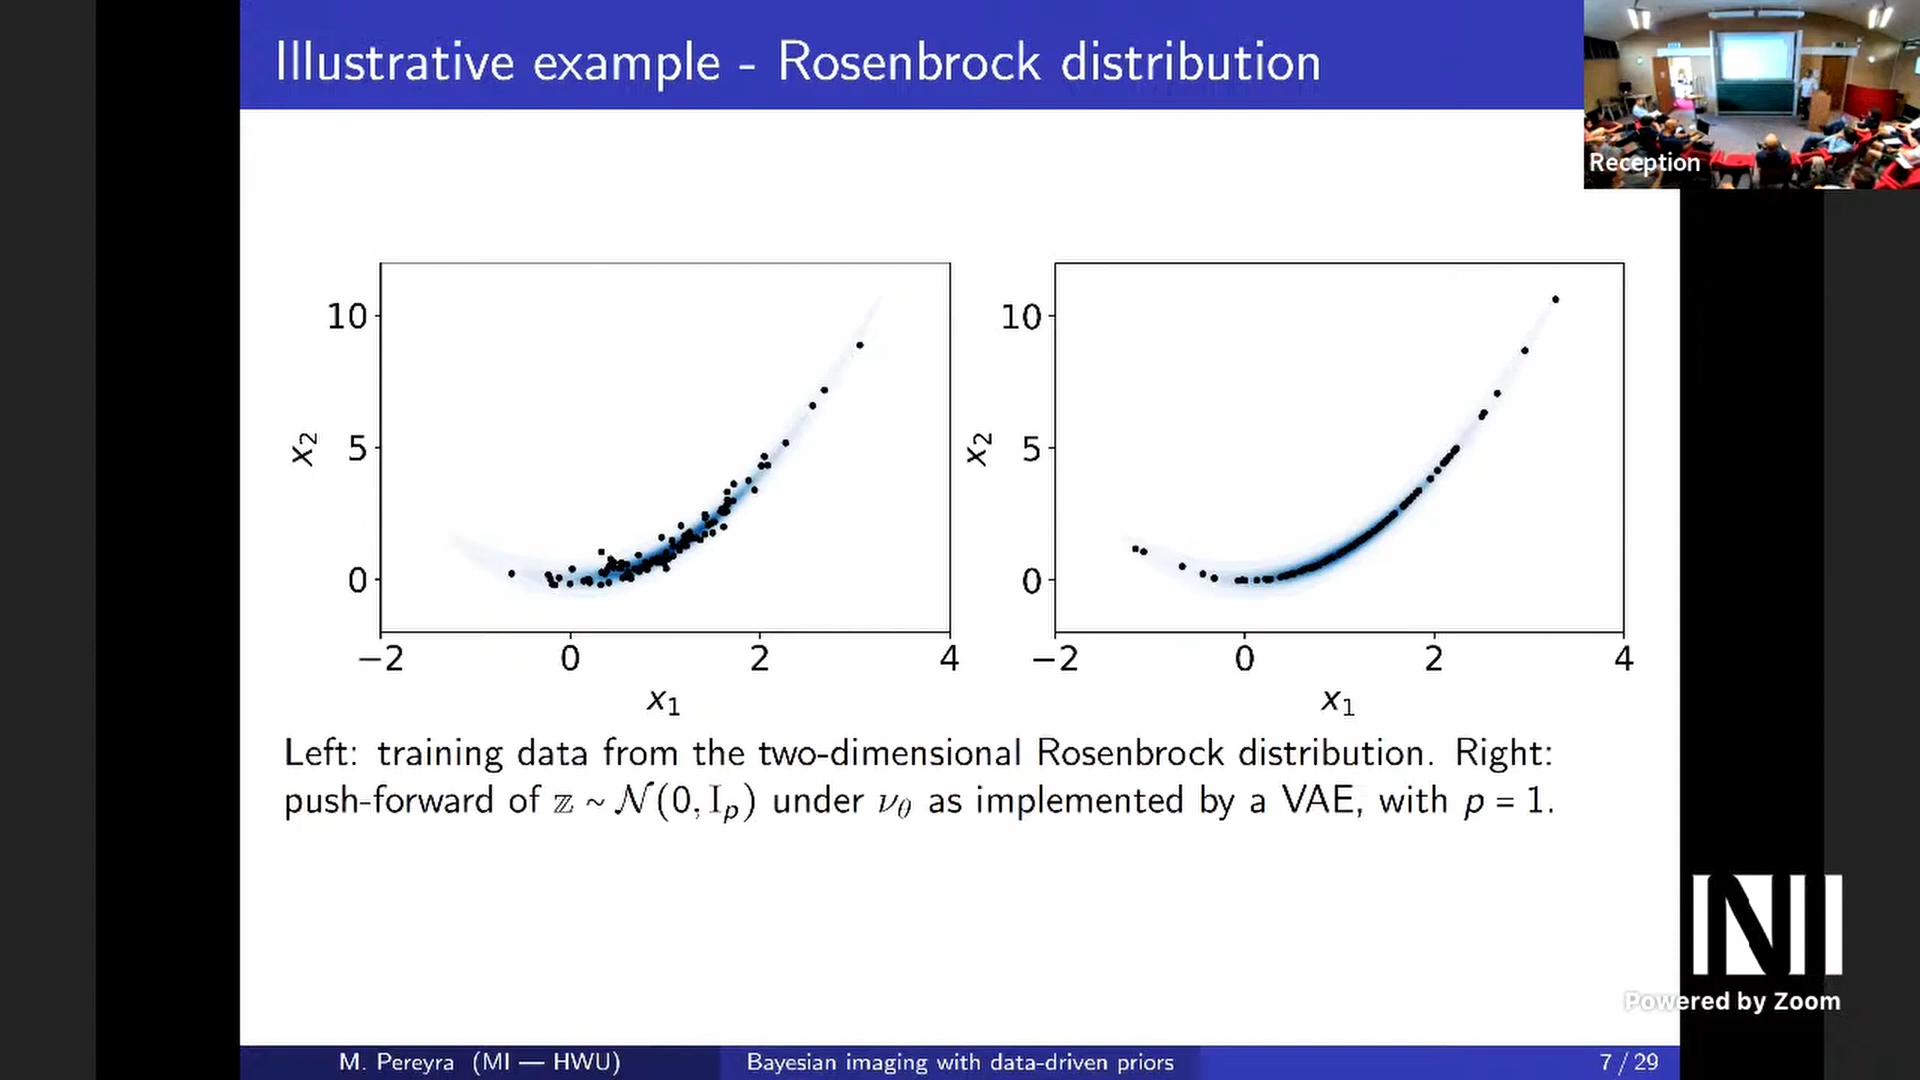 Illustrative example - Rosenbrock distribution
Reception
10
5
0
x₂
−2 0 2 4
x₁
10
5
0
x₂
−2 0 2 4
x₁
Left: training data from the two-dimensional Rosenbrock distribution. Right:
push-forward of 𝕫 ~ 𝒩(0, I_p) under ν_θ as implemented by a VAE, with p = 1.
NI
Powered by Zoom
M. Pereyra (MI — HWU)
Bayesian imaging with data-driven priors
7 / 29